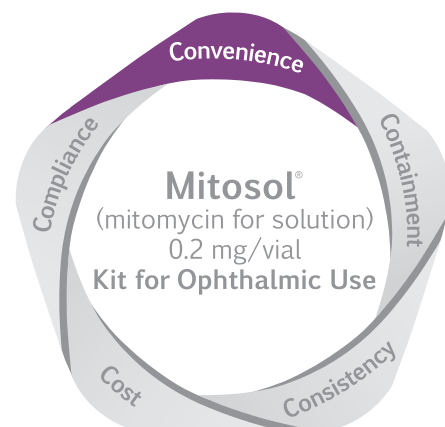 Convenience
Containment
Consistency
Cost
Compliance
Mitosol®
(mitomycin for solution)
0.2 mg/vial
Kit for Ophthalmic Use